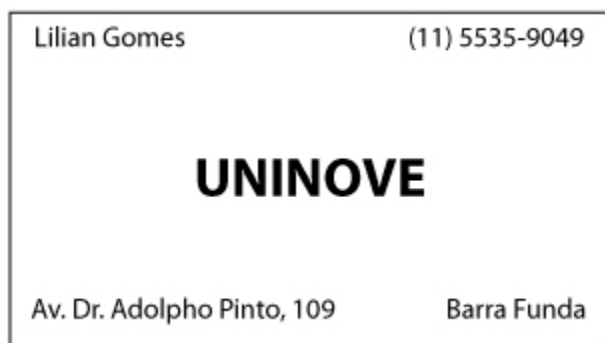 Lilian Gomes (11) 5535-9049
UNINOVE
Av. Dr. Adolpho Pinto, 109 Barra Funda